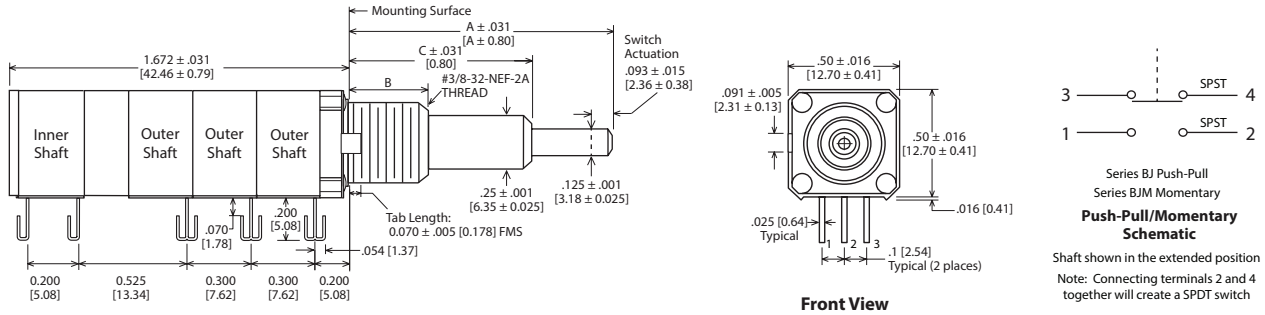 Mounting Surface
A ± .031
[A ± 0.80]
C ± .031
[0.80]
Switch
Actuation
.093 ± .015
[2.36 ± 0.38]
1.672 ± .031
[42.46 ± 0.79]
B
#3/8-32-NEF-2A
THREAD
Inner
Shaft
Outer
Shaft
Outer
Shaft
Outer
Shaft
.070
[1.78]
.200
[5.08]
Tab Length:
0.070 ± .005 [0.178] FMS
.054 [1.37]
.25 ± .001
[6.35 ± 0.025]
.125 ± .001
[3.18 ± 0.025]
0.200
[5.08]
0.525
[13.34]
0.300
[7.62]
0.300
[7.62]
0.200
[5.08]
.50 ± .016
[12.70 ± 0.41]
.091 ± .005
[2.31 ± 0.13]
.50 ± .016
[12.70 ± 0.41]
.016 [0.41]
.025 [0.64]
Typical
1
2
3
.1 [2.54]
Typical (2 places)
Front View
3
SPST
4
1
SPST
2
Series BJ Push-Pull
Series BJM Momentary
Push-Pull/Momentary
Schematic
Shaft shown in the extended position
Note: Connecting terminals 2 and 4
together will create a SPDT switch